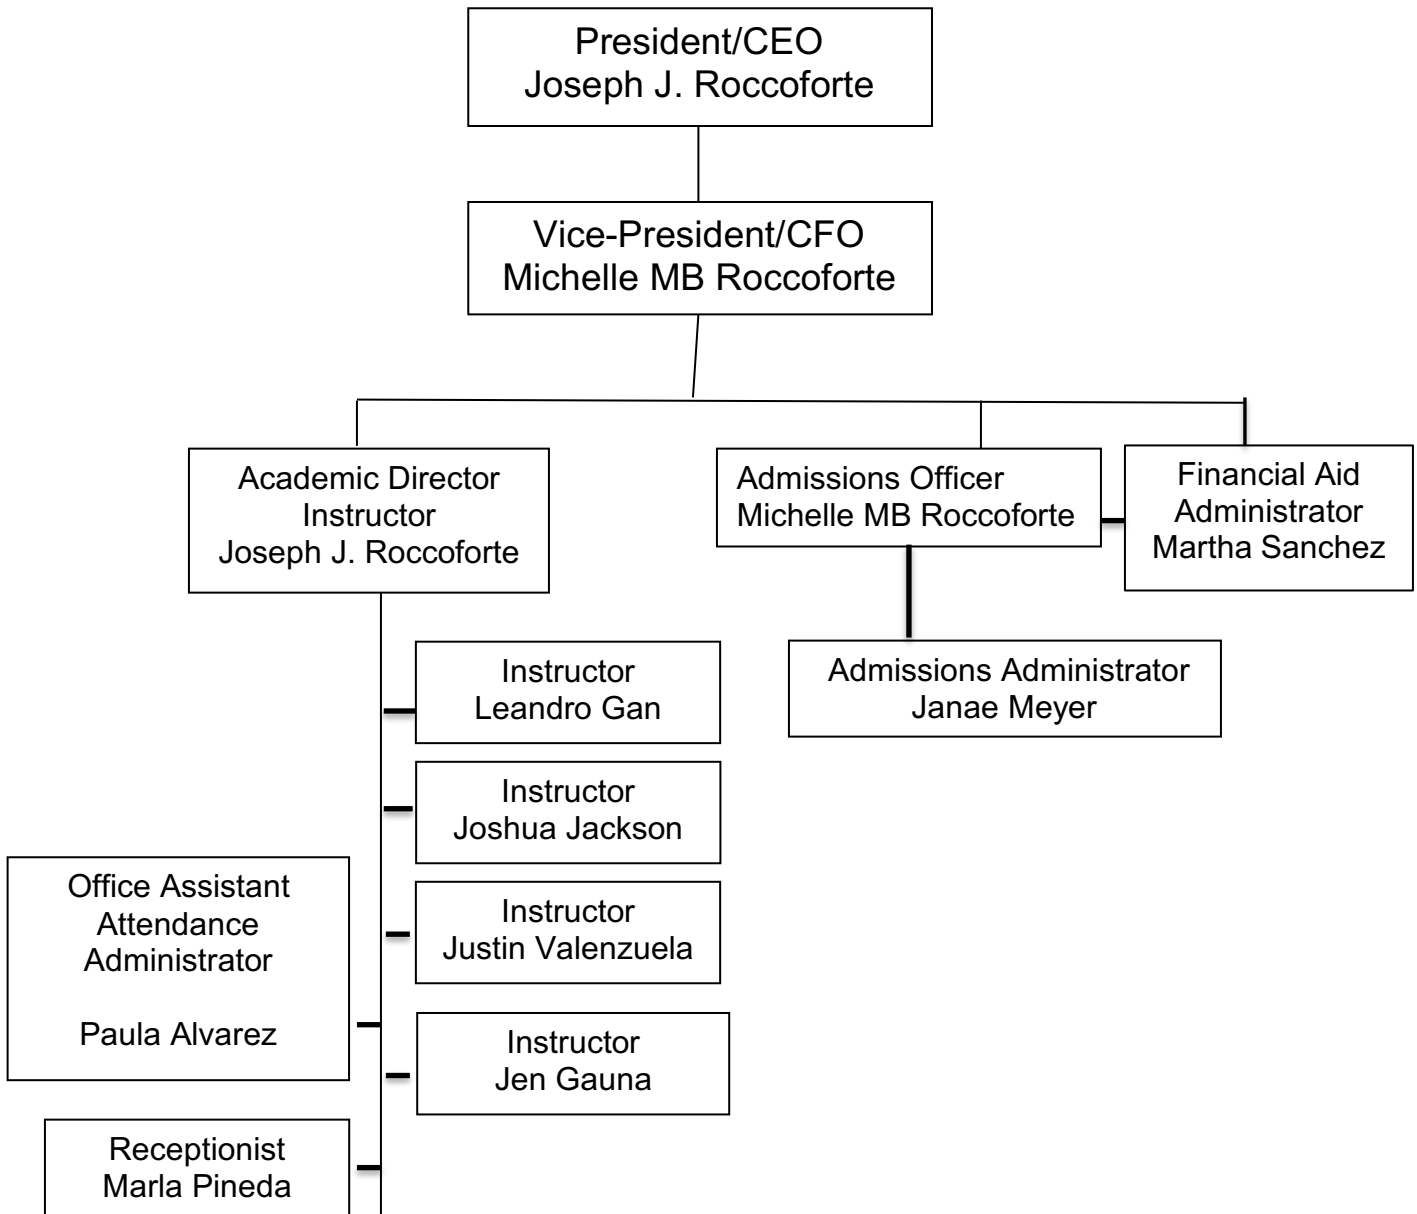 President/CEO
Joseph J. Roccoforte
Vice-President/CFO
Michelle MB Roccoforte
Academic Director
Instructor
Joseph J. Roccoforte
Admissions Officer
Michelle MB Roccoforte
Financial Aid
Administrator
Martha Sanchez
Instructor
Leandro Gan
Admissions Administrator
Janae Meyer
Instructor
Joshua Jackson
Office Assistant
Attendance
Administrator
Paula Alvarez
Instructor
Justin Valenzuela
Instructor
Jen Gauna
Receptionist
Marla Pineda